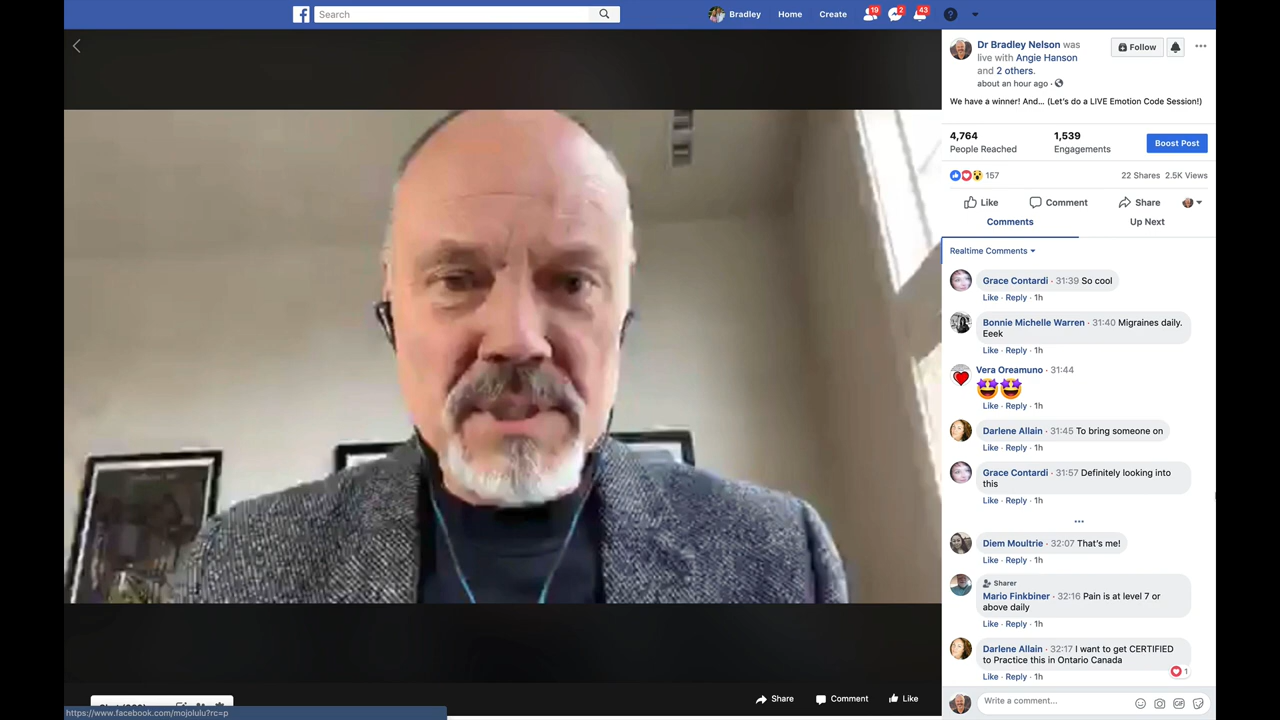 Search
Bradley
Home
Create
19
2
43
Dr Bradley Nelson was
live with Angie Hanson
and 2 others.
about an hour ago ·
Follow
We have a winner! And... (Let's do a LIVE Emotion Code Session!)
4,764
People Reached
1,539
Engagements
Boost Post
157
22 Shares 2.5K Views
Like
Comment
Share
Comments
Up Next
Realtime Comments
Grace Contardi · 31:39 So cool
Like · Reply · 1h
Bonnie Michelle Warren · 31:40 Migraines daily.
Eeek
Like · Reply · 1h
Vera Oreamuno · 31:44
Like · Reply · 1h
Darlene Allain · 31:45 To bring someone on
Like · Reply · 1h
Grace Contardi · 31:57 Definitely looking into
this
Like · Reply · 1h
Diem Moultrie · 32:07 That's me!
Like · Reply · 1h
Sharer
Mario Finkbiner · 32:16 Pain is at level 7 or
above daily
Like · Reply · 1h
Darlene Allain · 32:17 I want to get CERTIFIED
to Practice this in Ontario Canada
1
Like · Reply · 1h
Write a comment...
Share
Comment
Like
https://www.facebook.com/mojolulu?rc=p